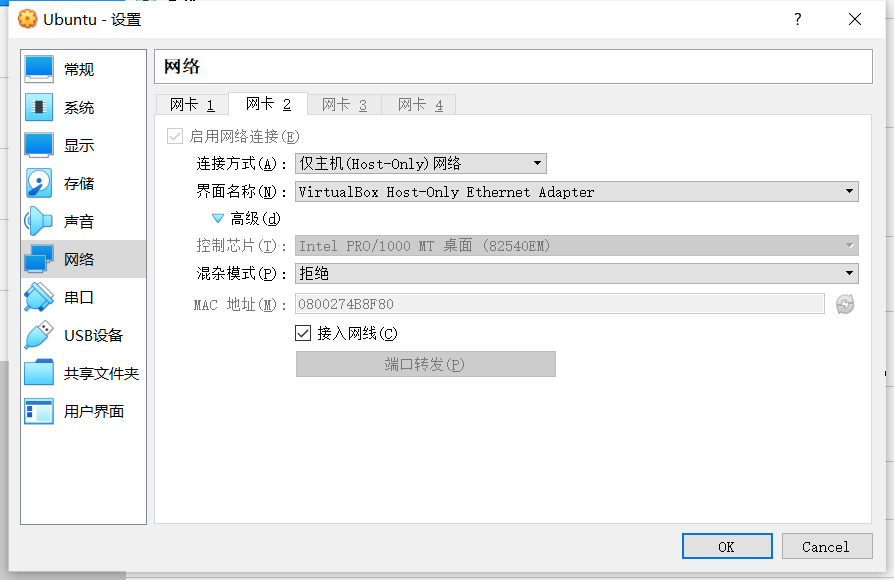 Ubuntu - 设置
?
常规
系统
显示
存储
声音
网络
串口
USB设备
共享文件夹
用户界面
网络
网卡 1 网卡 2 网卡 3 网卡 4
启用网络连接(E)
连接方式(A): 仅主机(Host-Only)网络
界面名称(N): VirtualBox Host-Only Ethernet Adapter
高级(d)
控制芯片(T): Intel PRO/1000 MT 桌面 (82540EM)
混杂模式(P): 拒绝
MAC 地址(M): 0800274B8F80
接入网线(C)
端口转发(P)
OK Cancel